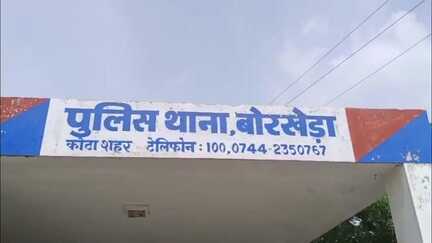 पुलिस थाना,बोरखेड़ा
कोटा शहर टेलिफोन : 100,0744-2350767